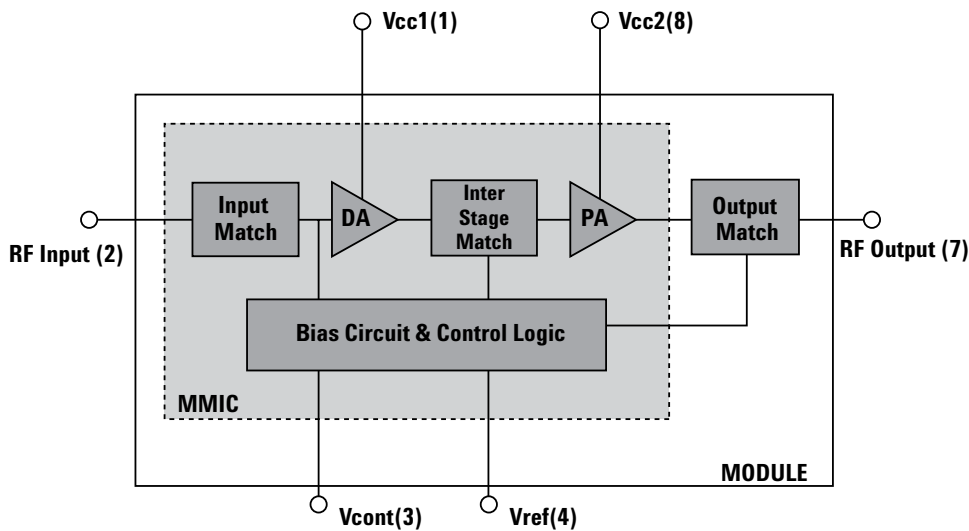 Vcc1(1)
Vcc2(8)
Input
Match
DA
Inter
Stage
Match
PA
Output
Match
RF Input (2)
RF Output (7)
Bias Circuit & Control Logic
MMIC
MODULE
Vcont(3)
Vref(4)